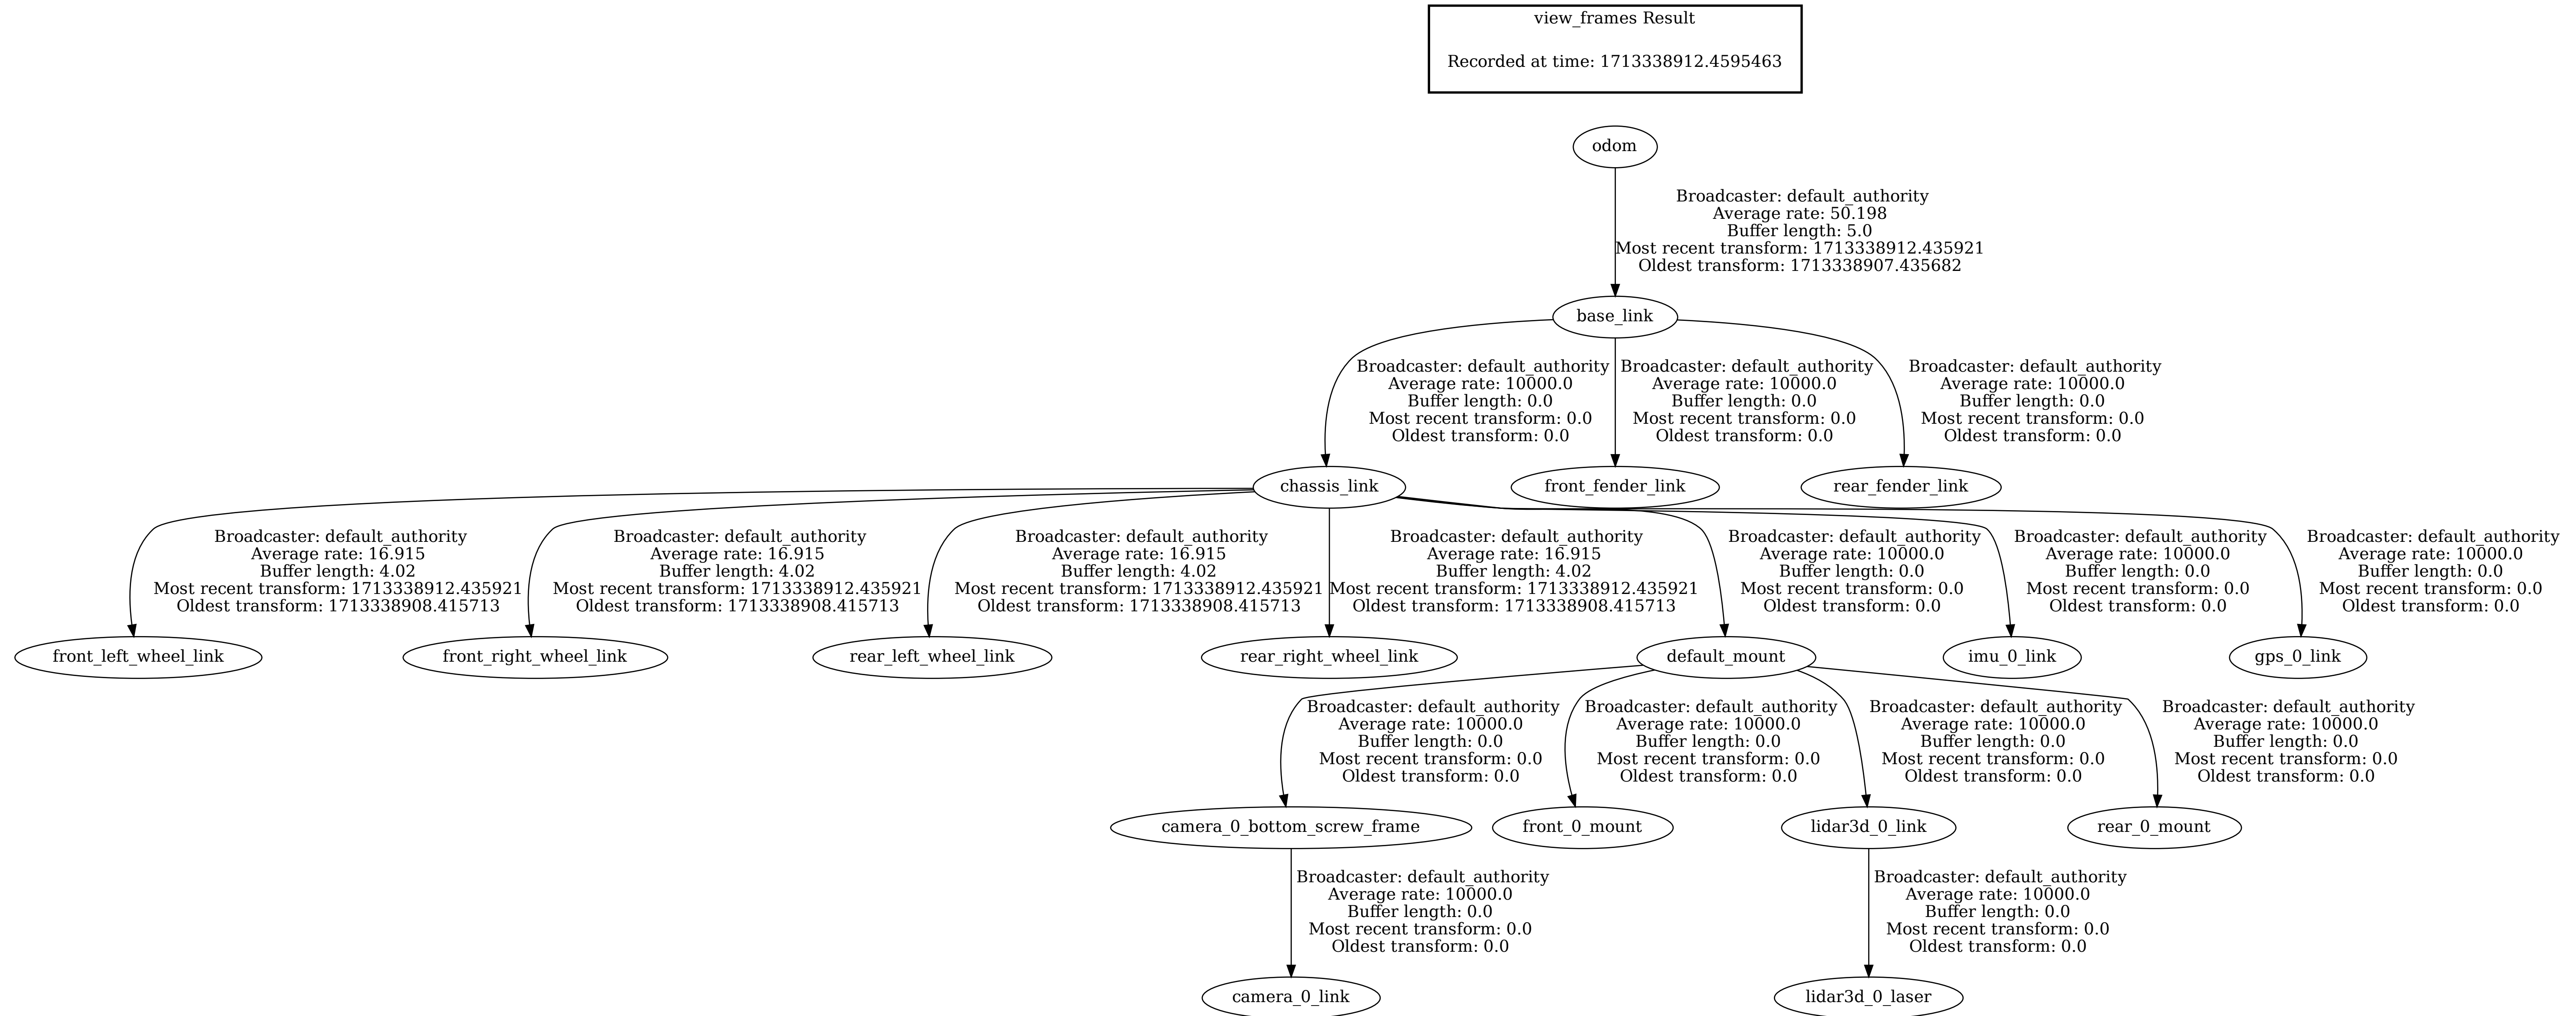 view_frames Result
Recorded at time: 1713338912.4595463
odom
Broadcaster: default_authority
Average rate: 50.198
Buffer length: 5.0
Most recent transform: 1713338912.435921
Oldest transform: 1713338907.435682
base_link
Broadcaster: default_authority
Average rate: 10000.0
Buffer length: 0.0
Most recent transform: 0.0
Oldest transform: 0.0
Broadcaster: default_authority
Average rate: 10000.0
Buffer length: 0.0
Most recent transform: 0.0
Oldest transform: 0.0
Broadcaster: default_authority
Average rate: 10000.0
Buffer length: 0.0
Most recent transform: 0.0
Oldest transform: 0.0
chassis_link
front_fender_link
rear_fender_link
Broadcaster: default_authority
Average rate: 16.915
Buffer length: 4.02
Most recent transform: 1713338912.435921
Oldest transform: 1713338908.415713
Broadcaster: default_authority
Average rate: 16.915
Buffer length: 4.02
Most recent transform: 1713338912.435921
Oldest transform: 1713338908.415713
Broadcaster: default_authority
Average rate: 16.915
Buffer length: 4.02
Most recent transform: 1713338912.435921
Oldest transform: 1713338908.415713
Broadcaster: default_authority
Average rate: 16.915
Buffer length: 4.02
Most recent transform: 1713338912.435921
Oldest transform: 1713338908.415713
Broadcaster: default_authority
Average rate: 10000.0
Buffer length: 0.0
Most recent transform: 0.0
Oldest transform: 0.0
Broadcaster: default_authority
Average rate: 10000.0
Buffer length: 0.0
Most recent transform: 0.0
Oldest transform: 0.0
Broadcaster: default_authority
Average rate: 10000.0
Buffer length: 0.0
Most recent transform: 0.0
Oldest transform: 0.0
front_left_wheel_link
front_right_wheel_link
rear_left_wheel_link
rear_right_wheel_link
default_mount
imu_0_link
gps_0_link
Broadcaster: default_authority
Average rate: 10000.0
Buffer length: 0.0
Most recent transform: 0.0
Oldest transform: 0.0
Broadcaster: default_authority
Average rate: 10000.0
Buffer length: 0.0
Most recent transform: 0.0
Oldest transform: 0.0
Broadcaster: default_authority
Average rate: 10000.0
Buffer length: 0.0
Most recent transform: 0.0
Oldest transform: 0.0
Broadcaster: default_authority
Average rate: 10000.0
Buffer length: 0.0
Most recent transform: 0.0
Oldest transform: 0.0
camera_0_bottom_screw_frame
front_0_mount
lidar3d_0_link
rear_0_mount
Broadcaster: default_authority
Average rate: 10000.0
Buffer length: 0.0
Most recent transform: 0.0
Oldest transform: 0.0
Broadcaster: default_authority
Average rate: 10000.0
Buffer length: 0.0
Most recent transform: 0.0
Oldest transform: 0.0
camera_0_link
lidar3d_0_laser